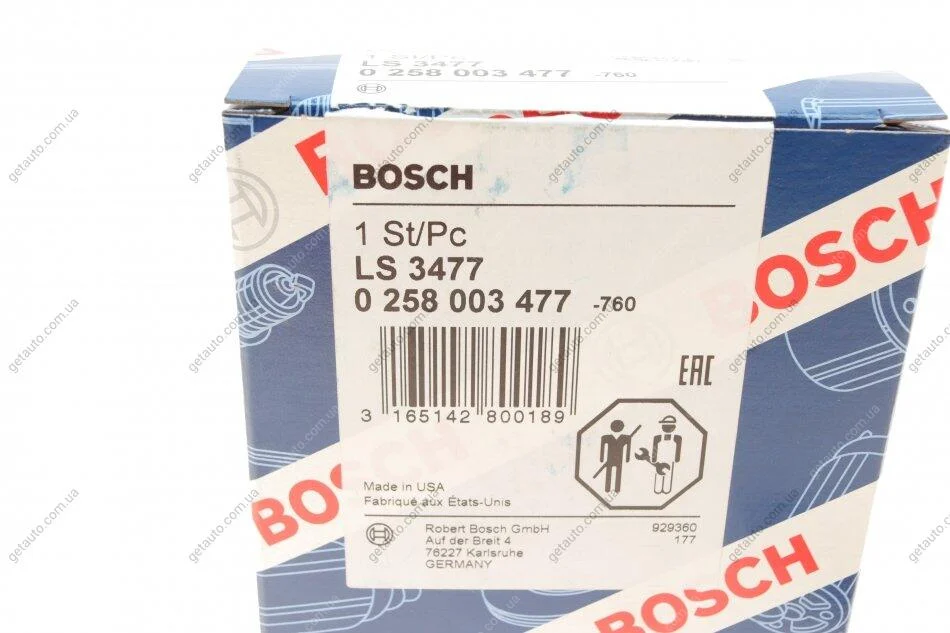 1 St/Pc
LS 3477
0 258 003 477 -760
BOSCH
BOSCH
1 St/Pc
LS 3477
0 258 003 477 -760
EAC
3 165142 800189
Made in USA
Fabriqué aux États-Unis
Robert Bosch GmbH
Auf der Breit 4
76227 Karlsruhe
GERMANY
929360
177
BOSCH
BOSCH
getauto.com.ua